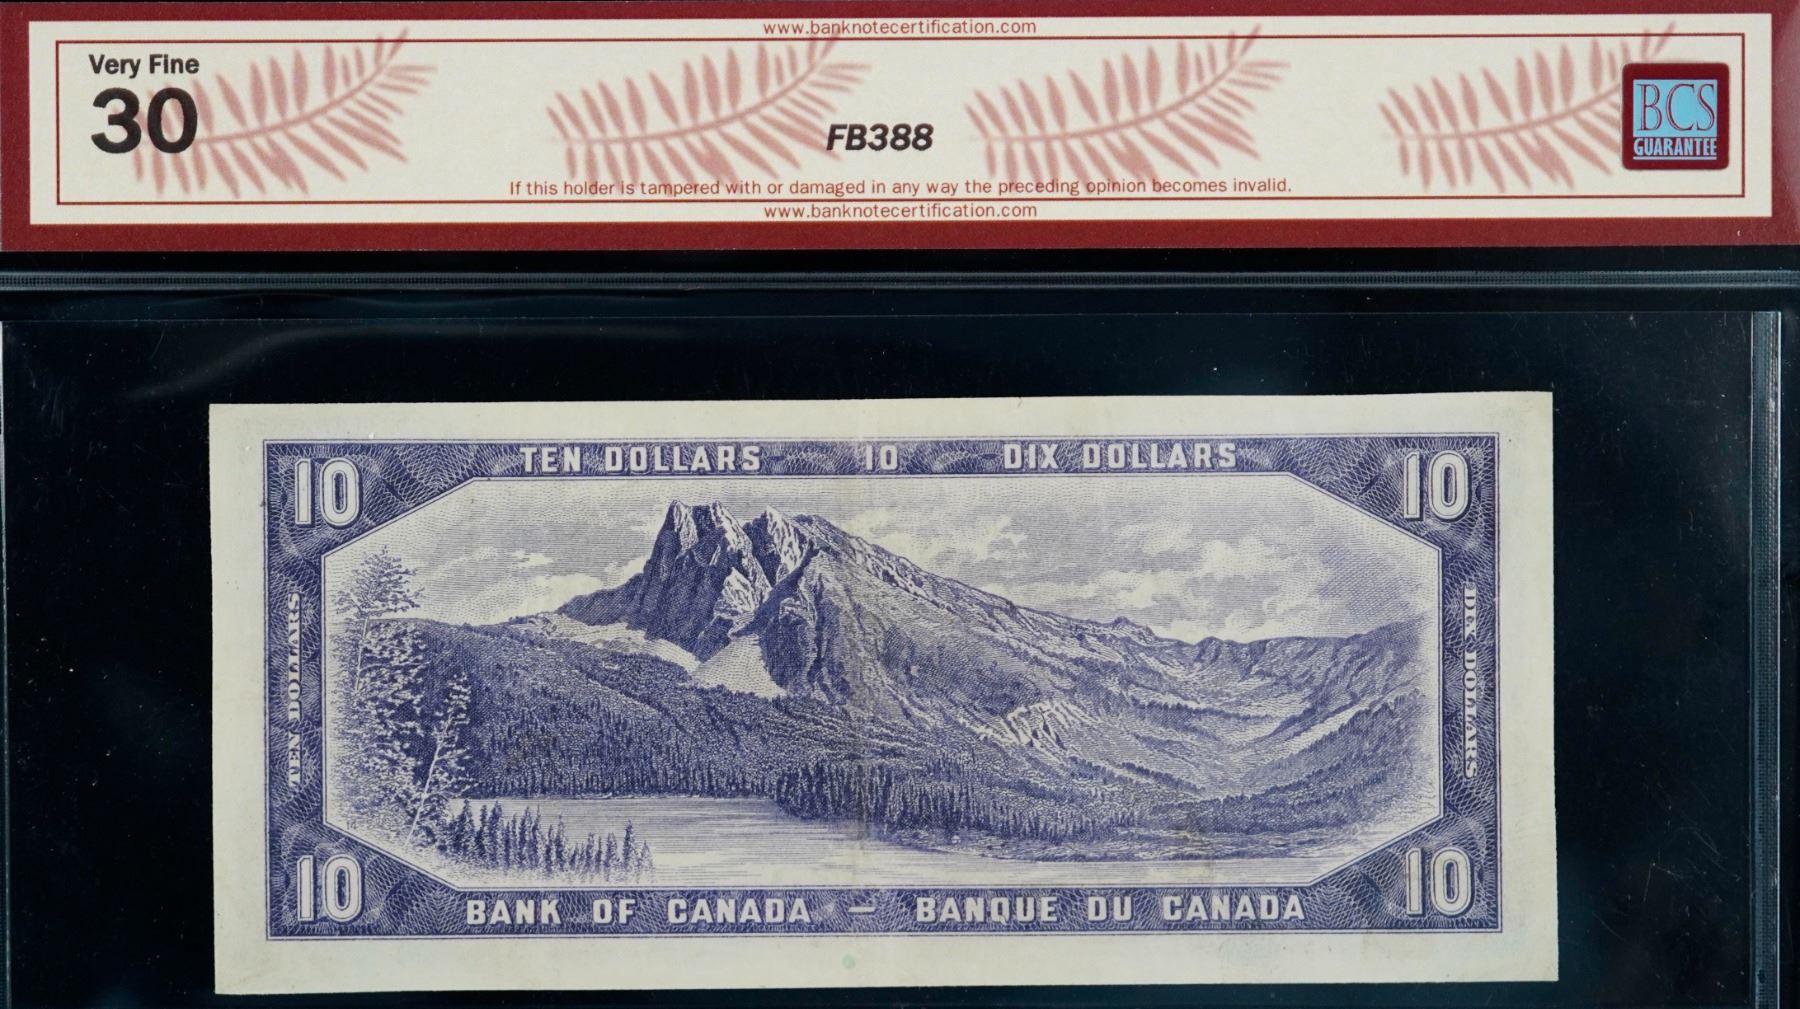 www.banknotecertification.com
Very Fine
30
FB388
BCS
GUARANTEE
If this holder is tampered with or damaged in any way the preceding opinion becomes invalid.
www.banknotecertification.com
10 TEN DOLLARS 10 DIX DOLLARS 10
TEN DOLLARS
DIX DOLLARS
10 BANK OF CANADA — BANQUE DU CANADA 10